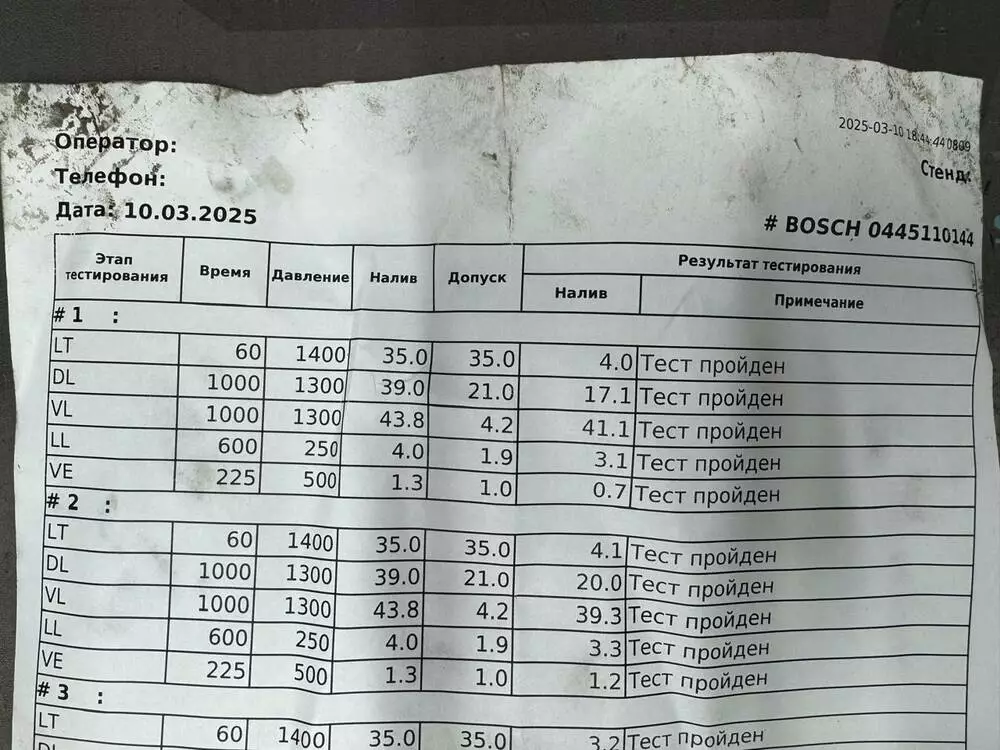 2025-03-10 18:44:44 0809
Оператор:
Стенд:
Телефон:
Дата: 10.03.2025
# BOSCH 0445110144
Этап тестирования Время Давление Налив Допуск Результат тестирования
Налив Примечание
# 1 :
LT 60 1400 35.0 35.0 4.0 Тест пройден
DL 1000 1300 39.0 21.0 17.1 Тест пройден
VL 1000 1300 43.8 4.2 41.1 Тест пройден
LL 600 250 4.0 1.9 3.1 Тест пройден
VE 225 500 1.3 1.0 0.7 Тест пройден
# 2 :
LT 60 1400 35.0 35.0 4.1 Тест пройден
DL 1000 1300 39.0 21.0 20.0 Тест пройден
VL 1000 1300 43.8 4.2 39.3 Тест пройден
LL 600 250 4.0 1.9 3.3 Тест пройден
VE 225 500 1.3 1.0 1.2 Тест пройден
# 3 :
LT 60 1400 35.0 35.0 3.2 Тест пройден